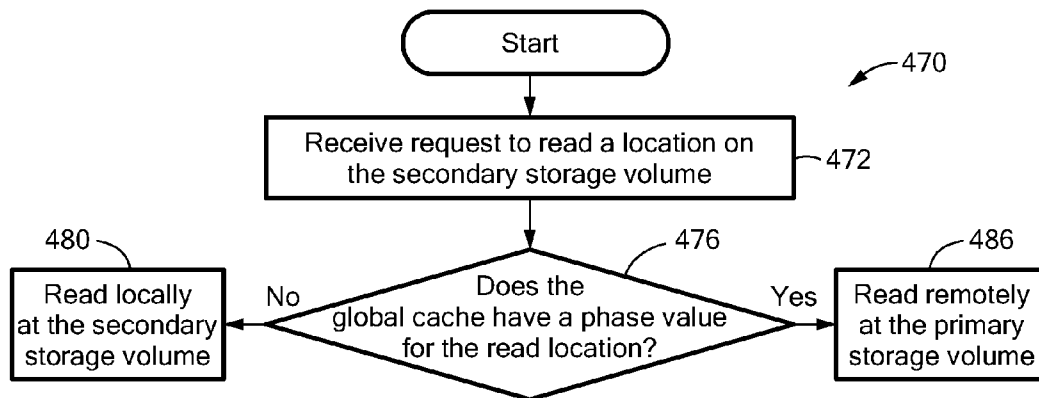 Start
470
Receive request to read a location on
the secondary storage volume
472
480
476
486
Read locally
at the secondary
storage volume
No
Does the
global cache have a phase value
for the read location?
Yes
Read remotely
at the primary
storage volume